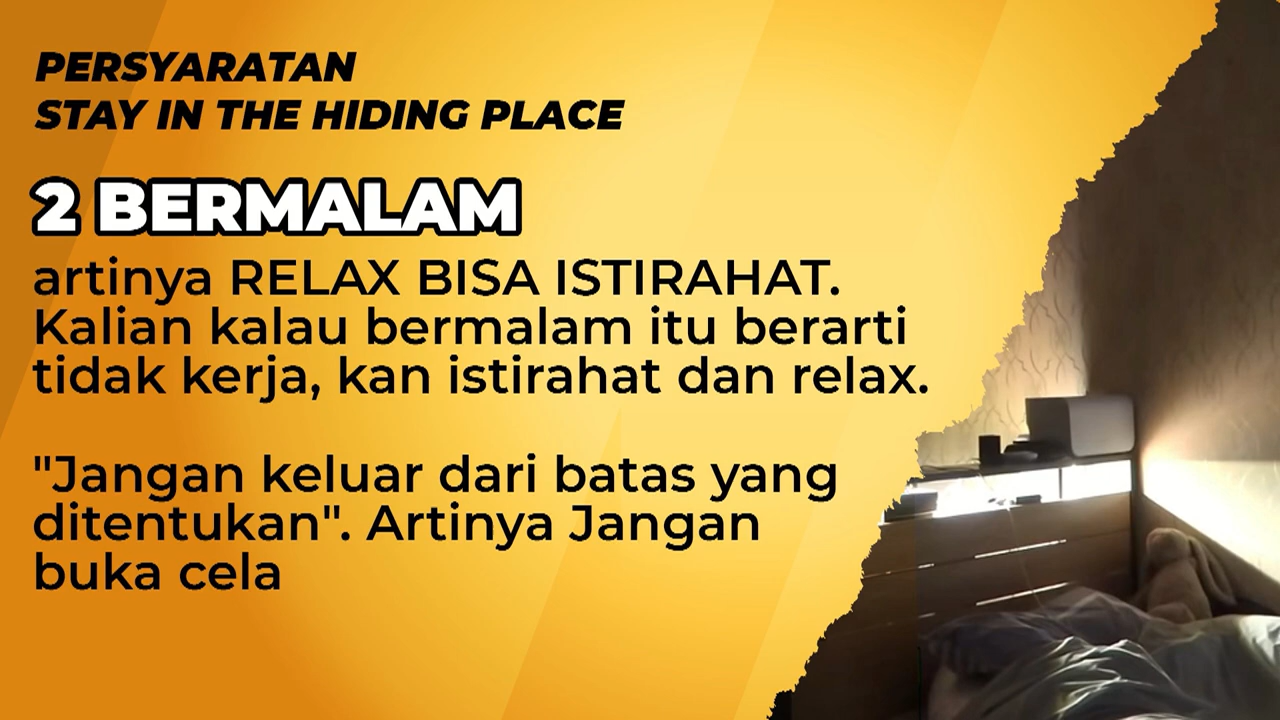 PERSYARATAN
STAY IN THE HIDING PLACE
2 BERMALAM
artinya RELAX BISA ISTIRAHAT.
Kalian kalau bermalam itu berarti
tidak kerja, kan istirahat dan relax.
"Jangan keluar dari batas yang
ditentukan". Artinya Jangan
buka cela